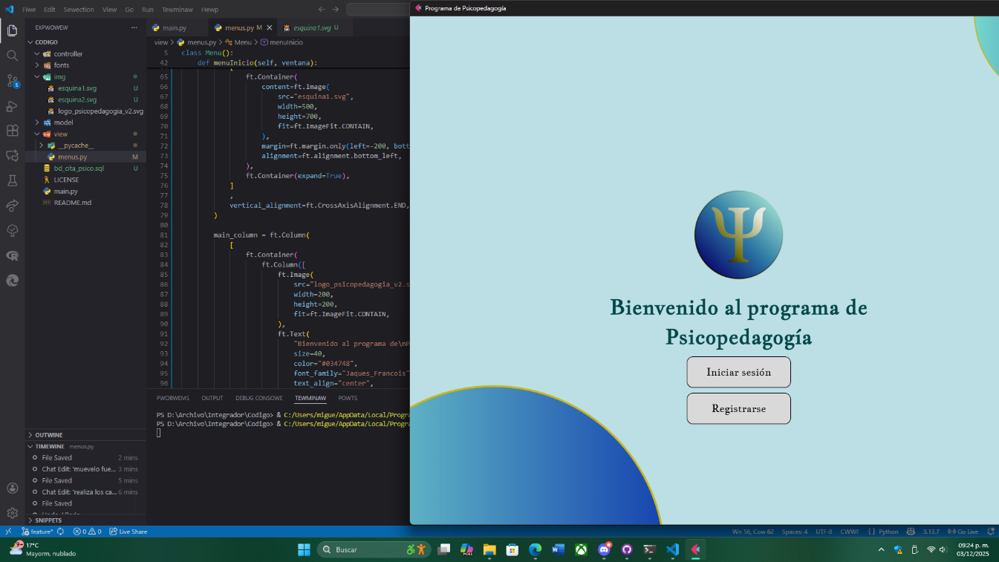 Fiwe Edit Sewection View Go Run Tewminaw Hewp
EXPWOWEW
CODIGO
controller
fonts
img
esquina1.svg U
esquina2.svg U
logo_psicopedagogia_v2.svg
model
view
__pycache__
menus.py M
bd_cita_psico.sql U
LICENSE
main.py
README.md
OUTWINE
TIMEWINE menus.py
File Saved 2 mins
Chat Edit: 'muevelo fue... 3 mins
File Saved 5 mins
Chat Edit: 'realiza los ca... 6 mins
File Saved
SNIPPETS
main.py
menus.py M
esquina1.svg U
view > menus.py > Menu > menuInicio
5 class Menu():
42 def menuInicio(self, ventana):
65 ft.Container(
66 content=ft.Image(
67 src="esquina1.svg",
68 width=500,
69 height=700,
70 fit=ft.ImageFit.CONTAIN,
71 ),
72 margin=ft.margin.only(left=-200, bott
73 alignment=ft.alignment.bottom_left,
74 ),
75 ft.Container(expand=True),
76 ]
77 ,
78 vertical_alignment=ft.CrossAxisAlignment.END,
79 )
80
81 main_column = ft.Column(
82 [
83 ft.Container(
84 ft.Column([
85 ft.Image(
86 src="logo_psicopedagogia_v2.s
87 width=200,
88 height=200,
89 fit=ft.ImageFit.CONTAIN,
90 ),
91 ft.Text(
92 "Bienvenido al programa de\nP
93 size=40,
94 color="#034748",
95 font_family="Jaques_Francois"
96 text_align="center",
PWOBWEMS OUTPUT DEBUG CONSOWE TEWMINAW POWTS
PS D:\Archivo\Integrador\Codigo> & C:/Users/migue/AppData/Local/Progra
PS D:\Archivo\Integrador\Codigo> & C:/Users/migue/AppData/Local/Progra
Programa de Psicopedagogía
Ψ
Bienvenido al programa de
Psicopedagogía
Iniciar sesión
Registrarse
feature* 0 0 Live Share
Wn 56, Cow 62 Spaces: 4 UTF-8 CWWF { } Python 3.13.7 Go Live
17°C
Mayorm. nublado
Buscar
09:24 p. m.
03/12/2025